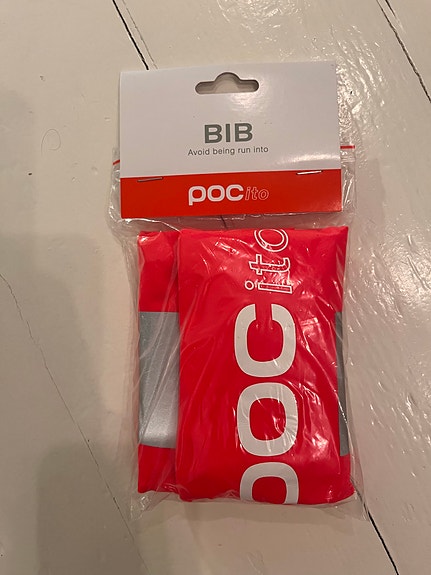 BIB
Avoid being run into
POCito
POCito